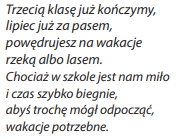 Trzecią klasę już kończymy,
lipiec już za pasem,
powędrujesz na wakacje
rzeką albo lasem.
Chociaż w szkole jest nam miło
i czas szybko biegnie,
abyś trochę mógł odpocząć,
wakacje potrzebne.